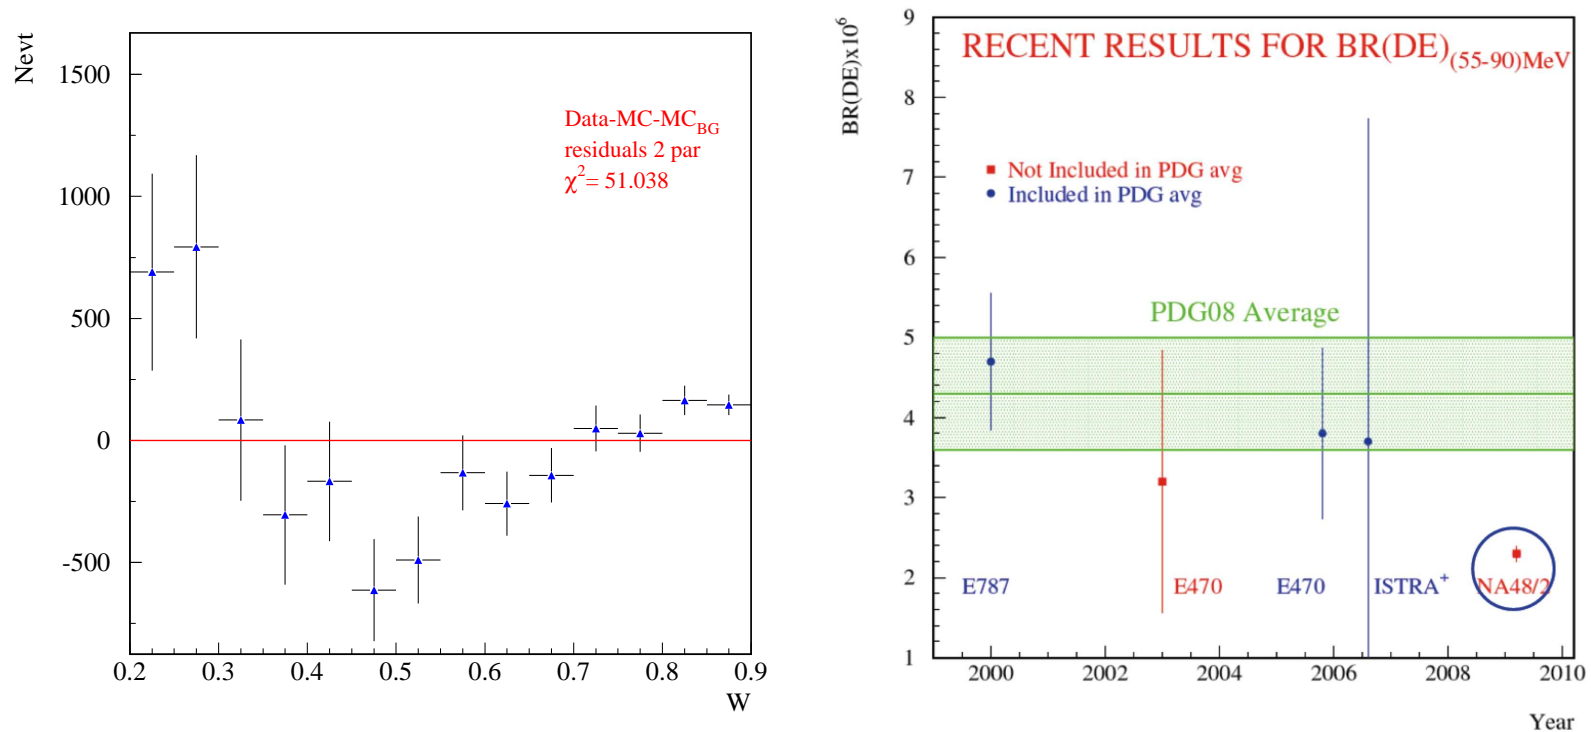 Nevt
1500
1000
500
0
-500
Data-MC-MC_BG
residuals 2 par
χ²= 51.038
0.2 0.3 0.4 0.5 0.6 0.7 0.8 0.9
W
BR(DE)x10⁶
9
8
7
6
5
4
3
2
1
RECENT RESULTS FOR BR(DE)(55-90)MeV
Not Included in PDG avg
Included in PDG avg
PDG08 Average
E787 E470 E470 ISTRA⁺ NA48/2
2000 2002 2004 2006 2008 2010
Year